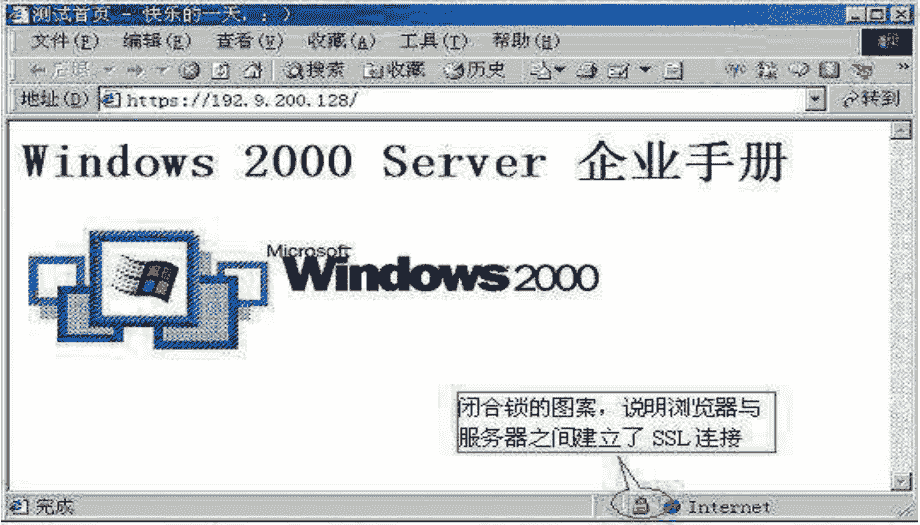 测试首页 - 快乐的一天，：）
文件(F) 编辑(E) 查看(V) 收藏(A) 工具(T) 帮助(H)
后退 搜索 收藏 历史
地址(D) https://192.9.200.128/ 转到
Windows 2000 Server 企业手册
Microsoft
Windows 2000
闭合锁的图案，说明浏览器与
服务器之间建立了 SSL 连接
完成 Internet